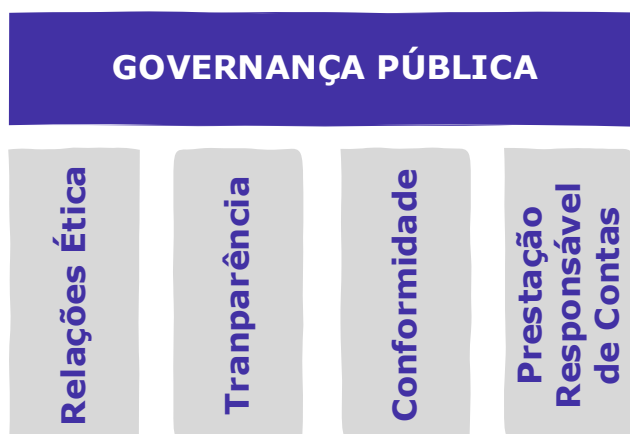 GOVERNANÇA PÚBLICA
Relações Ética
Tranparência
Conformidade
Prestação
Responsável
de Contas